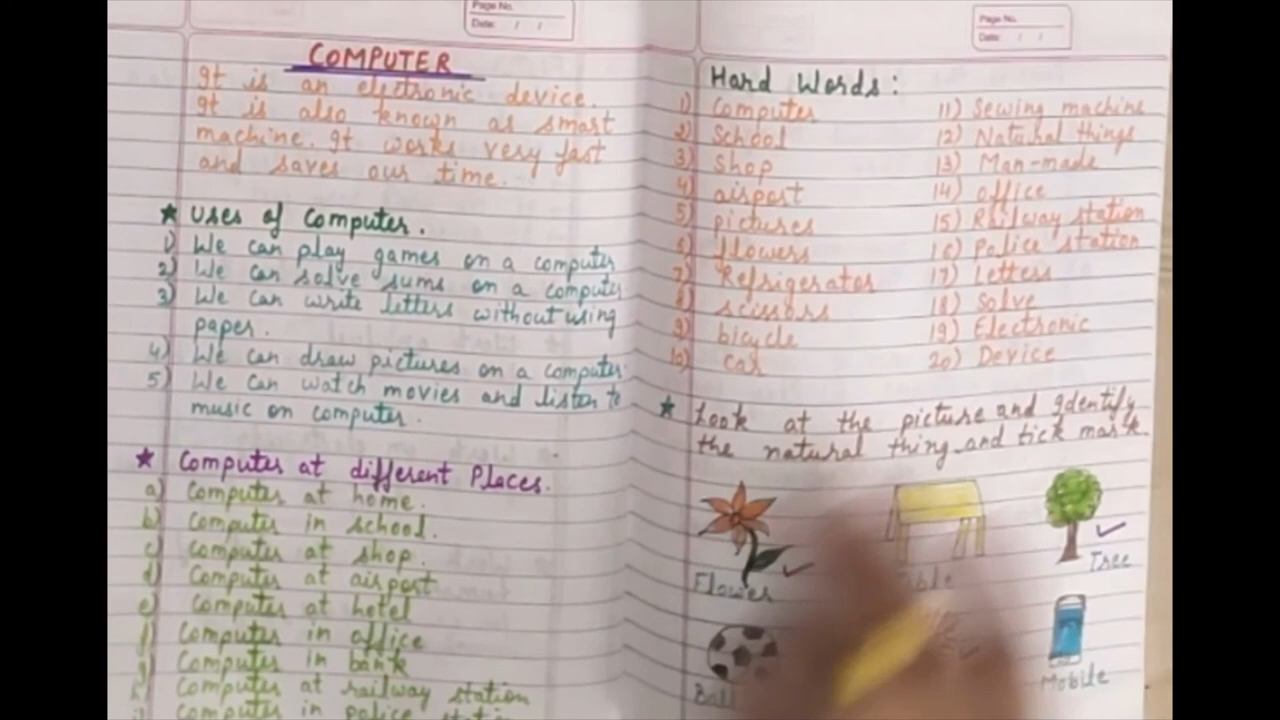 Page No.
Date: / /
COMPUTER
It is an electronic device.
It is also known as smart
machine. It works very fast
and saves our time.
★ Uses of Computer.
1) We can play games on a computer
2) We can solve sums on a computer
3) We can write letters without using
paper.
4) We can draw pictures on a computer
5) We can watch movies and listen to
music on computer.
★ Computer at different Places.
a) Computer at home.
b) Computer in school.
c) Computer at shop.
d) Computer at airport
e) Computer at hotel
f) Computer in office
g) Computer in bank
Computer at railway station
Computer in police
Page No.
Date: / /
Hard Words:
1) Computer
2) School
3) Shop
4) airport
5) pictures
6) flowers
7) Refrigerator
8) scissors
9) bicycle
10) car
11) Sewing machine
12) Natural things
13) Man-made
14) office
15) Railway station
16) Police station
17) Letters
18) Solve
19) Electronic
20) Device
★ Look at the picture and Identify
the natural thing and tick mark.
Flower
Tree
Ball
Mobile